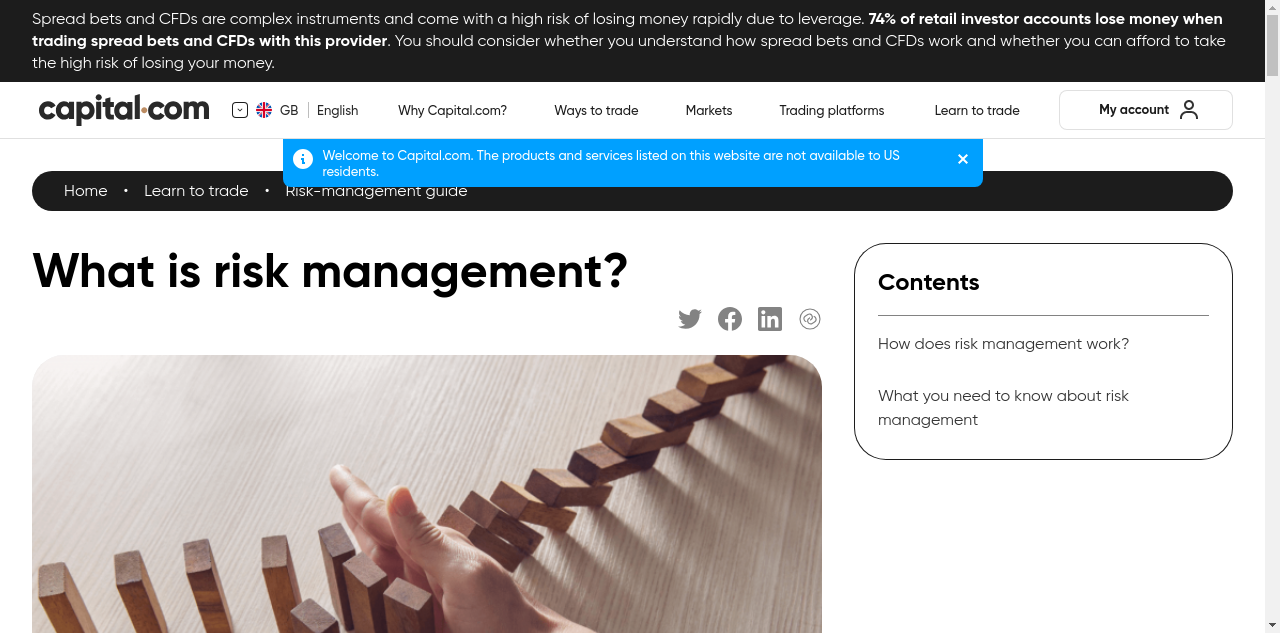 Spread bets and CFDs are complex instruments and come with a high risk of losing money rapidly due to leverage. 74% of retail investor accounts lose money when
trading spread bets and CFDs with this provider. You should consider whether you understand how spread bets and CFDs work and whether you can afford to take
the high risk of losing your money.
capital.com GB English Why Capital.com? Ways to trade Markets Trading platforms Learn to trade My account
Welcome to Capital.com. The products and services listed on this website are not available to US
residents.
Home • Learn to trade • Risk-management guide
What is risk management?
Contents
How does risk management work?
What you need to know about risk
management